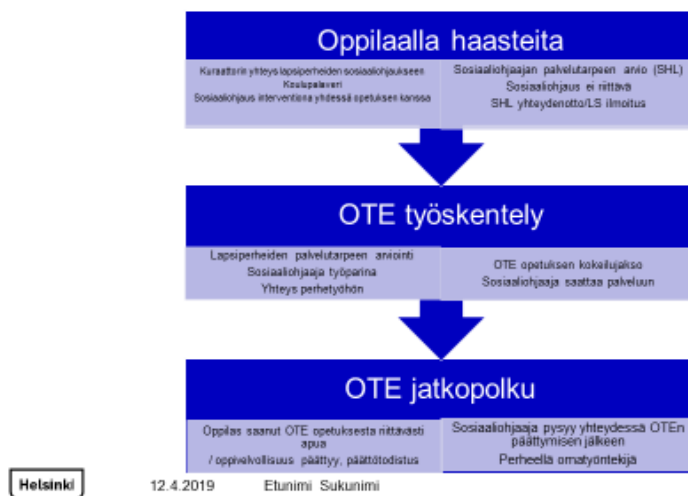 Oppilaalla haasteita
Kuraattorin yhteys lapsiperheiden sosiaaliohjaukseen
Koulupalaveri
Sosiaaliohjaus interventiona yhdessä opetuksen kanssa
Sosiaaliohjaajan palvelutarpeen arvio (SHL)
Sosiaaliohjaus ei riittävä
SHL yhteydenotto/LS ilmoitus
OTE työskentely
Lapsiperheiden palvelutarpeen arviointi
Sosiaaliohjaaja työparina
Yhteys perhetyöhön
OTE opetuksen kokeilujakso
Sosiaaliohjaaja saattaa palveluun
OTE jatkopolku
Oppilas saanut OTE opetuksesta riittävästi
apua
/ oppivelvollisuus päättyy, päättötodistus
Sosiaaliohjaaja pysyy yhteydessä OTEn
päättymisen jälkeen
Perheellä omatyöntekijä
Helsinki
12.4.2019
Etunimi Sukunimi